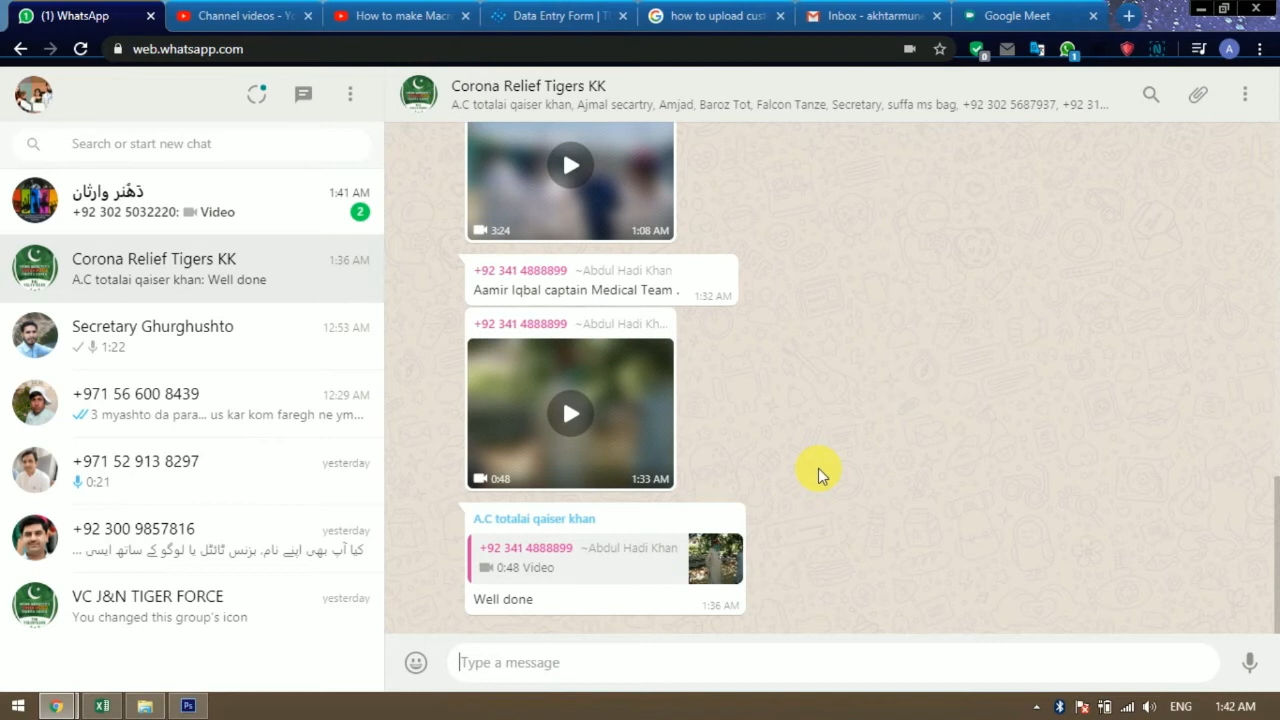 (1) WhatsApp
Channel videos - Y
How to make Mac
Data Entry Form | T
how to upload cus
Inbox - akhtarmun
Google Meet
web.whatsapp.com
0
1
A
Corona Relief Tigers KK
A.C totalai qaiser khan, Ajmal secartry, Amjad, Baroz Tot, Falcon Tanze, Secretary, suffa ms bag, +92 302 5687937, +92 31...
Search or start new chat
دَھْنر وارثان
1:41 AM
+92 302 5032220: Video
2
Corona Relief Tigers KK
1:36 AM
A.C totalai qaiser khan: Well done
Secretary Ghurghushto
12:53 AM
1:22
+971 56 600 8439
12:29 AM
3 myashto da para... us kar kom faregh ne ym...
+971 52 913 8297
yesterday
0:21
+92 300 9857816
yesterday
کیا آپ بھی اپنے نام، بزنس ٹائٹل یا لوگو کے ساتھ ایسی ...
VC J&N TIGER FORCE
yesterday
You changed this group's icon
3:24
1:08 AM
+92 341 4888899 ~Abdul Hadi Khan
Aamir Iqbal captain Medical Team .
1:32 AM
+92 341 4888899 ~Abdul Hadi Kh...
0:48
1:33 AM
A.C totalai qaiser khan
+92 341 4888899 ~Abdul Hadi Khan
0:48 Video
Well done
1:36 AM
Type a message
Ps
ENG
1:42 AM